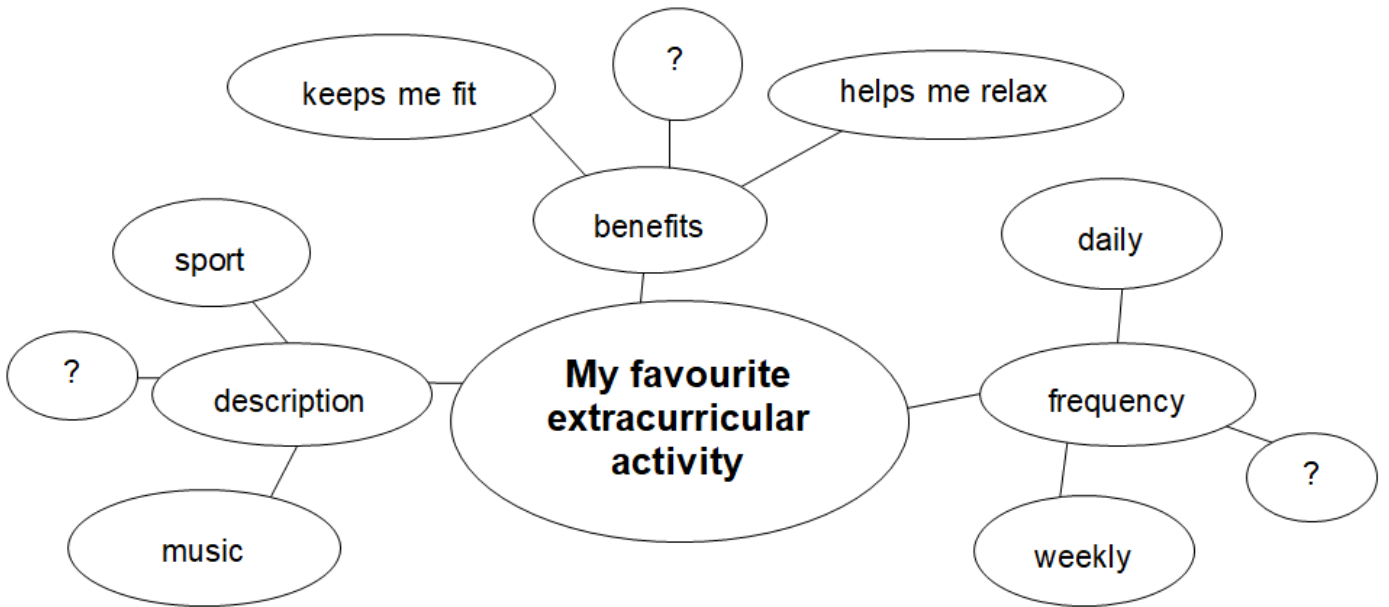 ?
keeps me fit
helps me relax
benefits
sport
daily
?
description
My favourite
extracurricular
activity
frequency
?
music
weekly